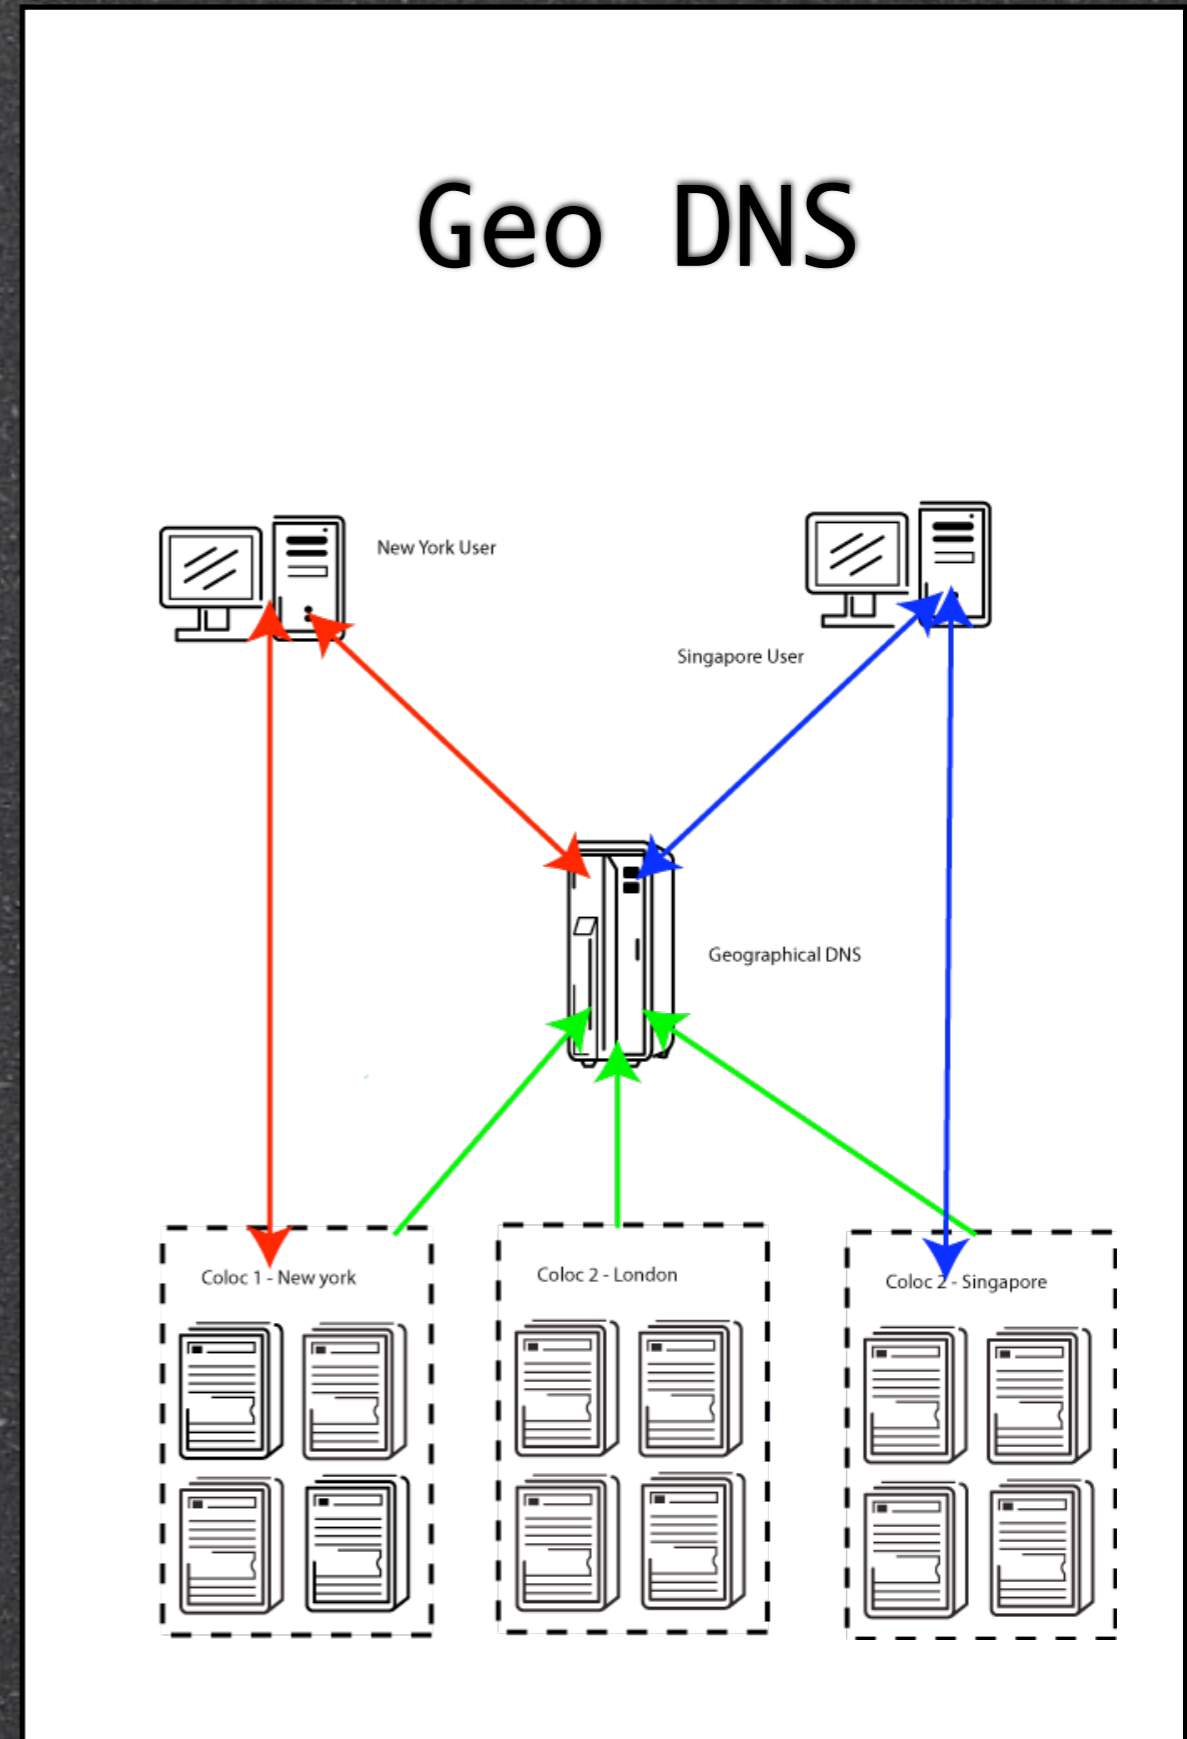 Geo DNS
New York User
Singapore User
Geographical DNS
Coloc 1 - New york
Coloc 2 - London
Coloc 2 - Singapore